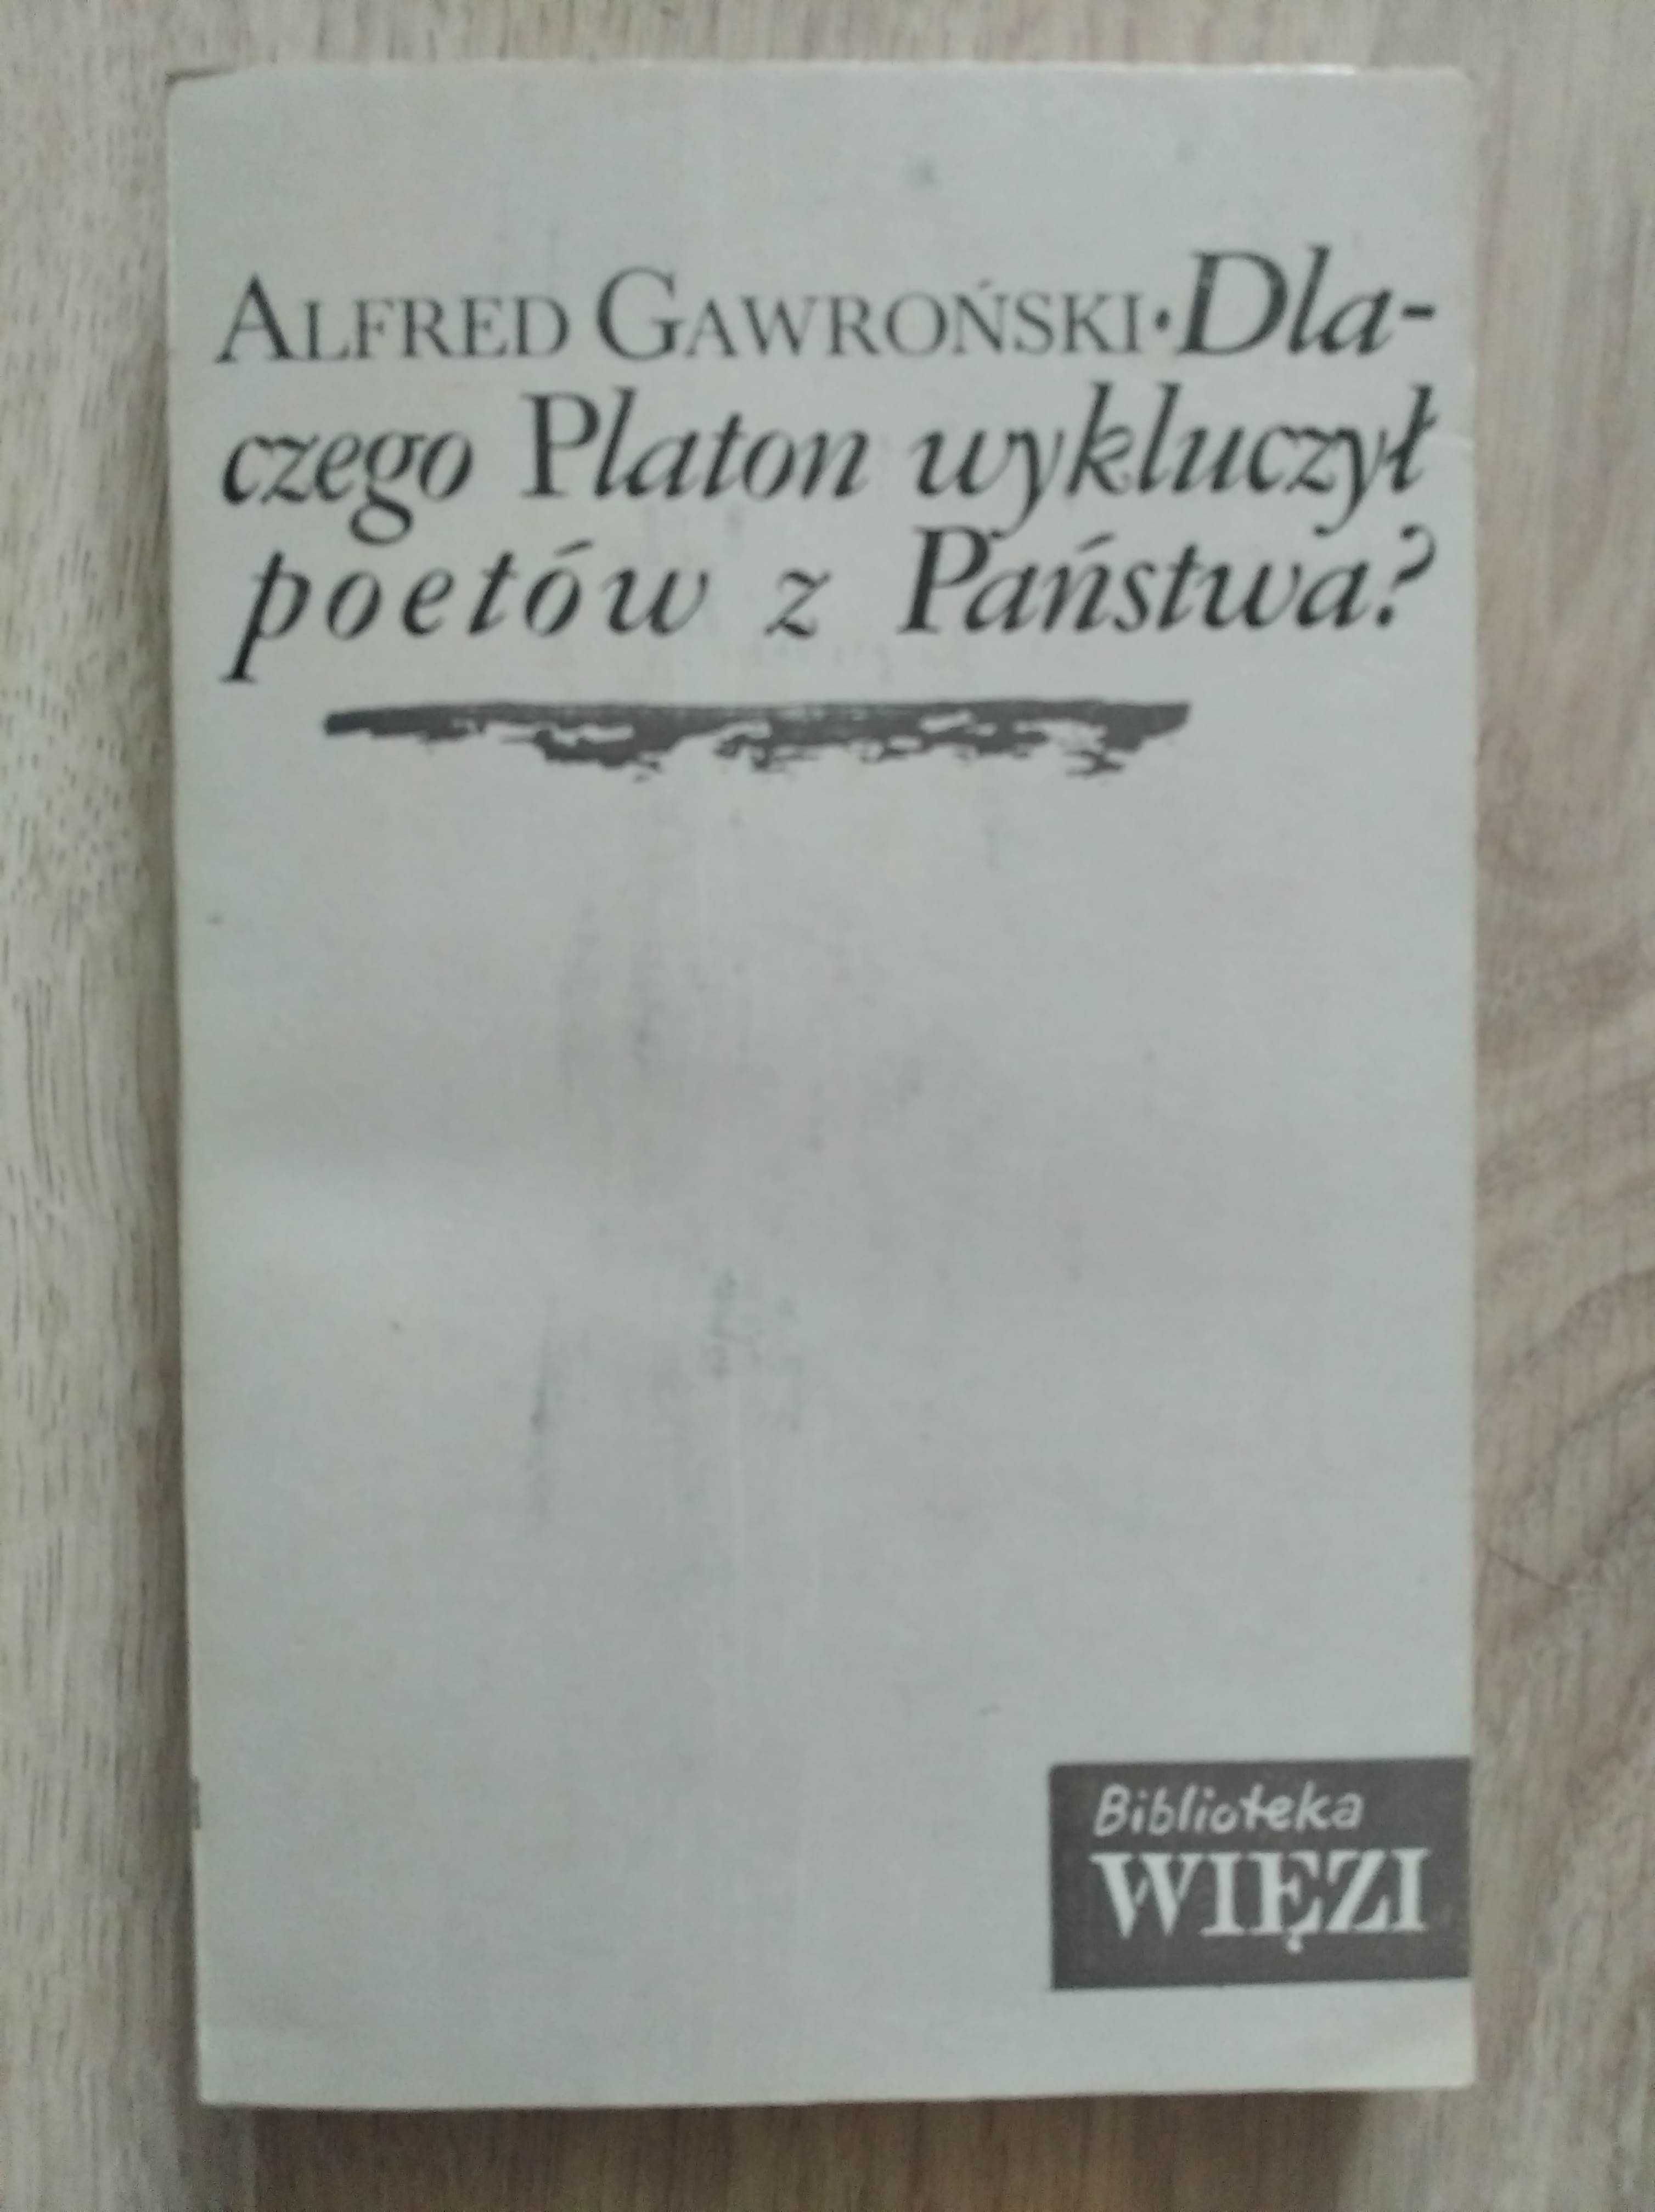 ALFRED GAWROŃSKI • Dla-
czego Platon wykluczył
poetów z Państwa?
Biblioteka
WIĘZI